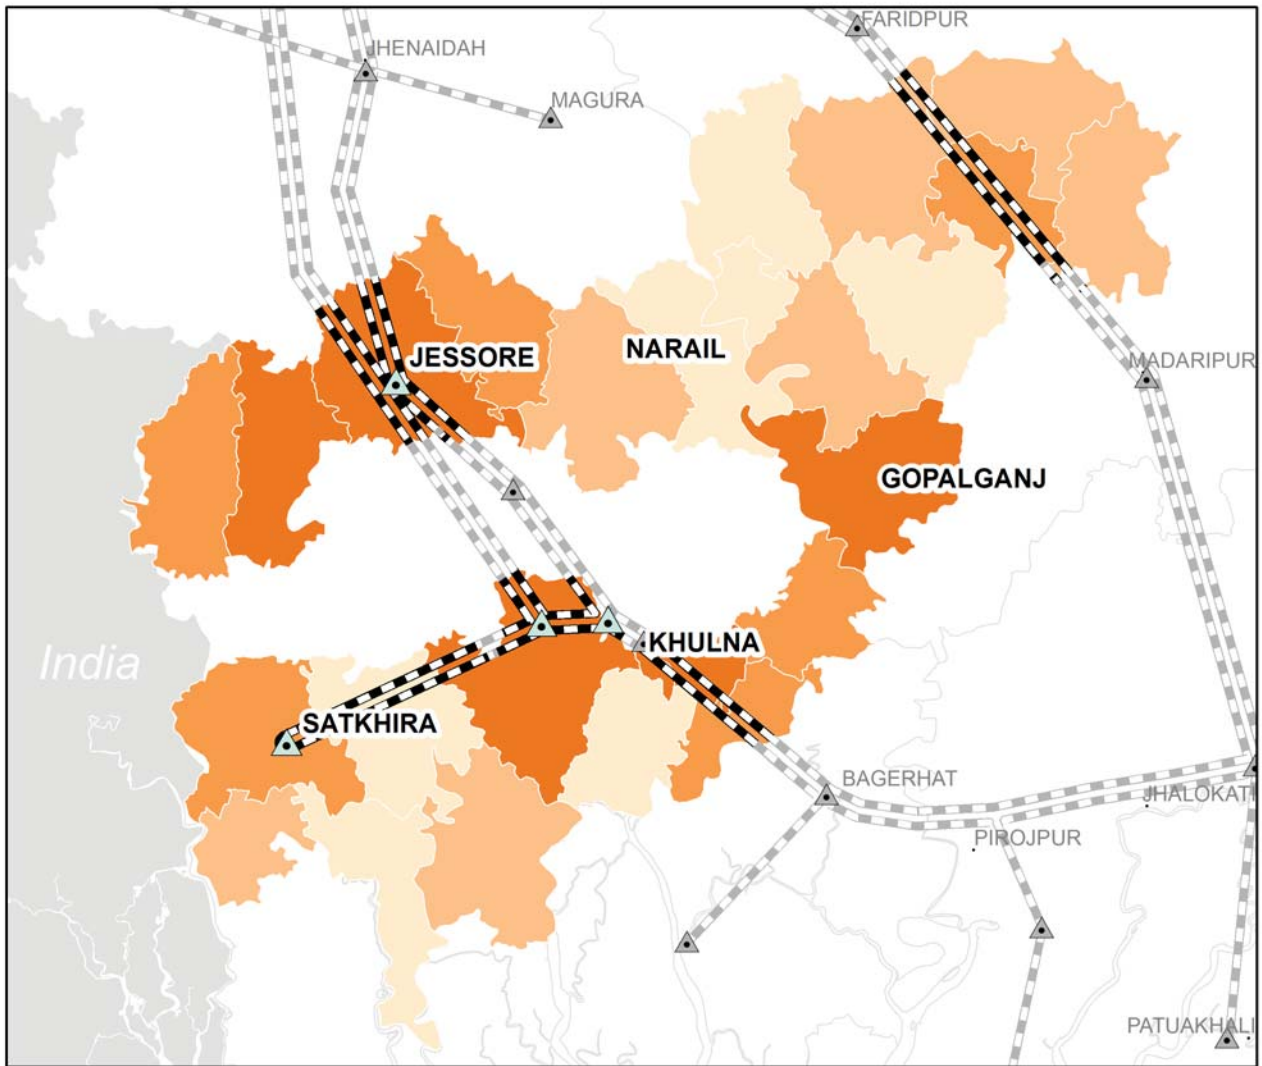 FARIDPUR
JHENAIDAH
MAGURA
JESSORE
NARAIL
MADARIPUR
GOPALGANJ
KHULNA
India
SATKHIRA
BAGERHAT
JHALOKATI
PIROJPUR
PATUAKHALI